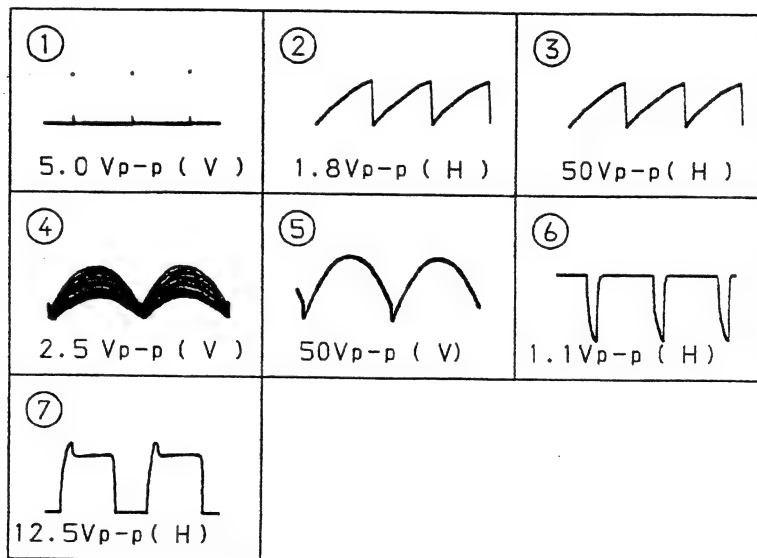 ①
5.0 Vp-p ( V )
②
1.8Vp-p ( H )
③
50Vp-p( H )
④
2.5 Vp-p ( V )
⑤
50Vp-p ( V)
⑥
1.1Vp-p ( H )
⑦
12.5Vp-p( H )